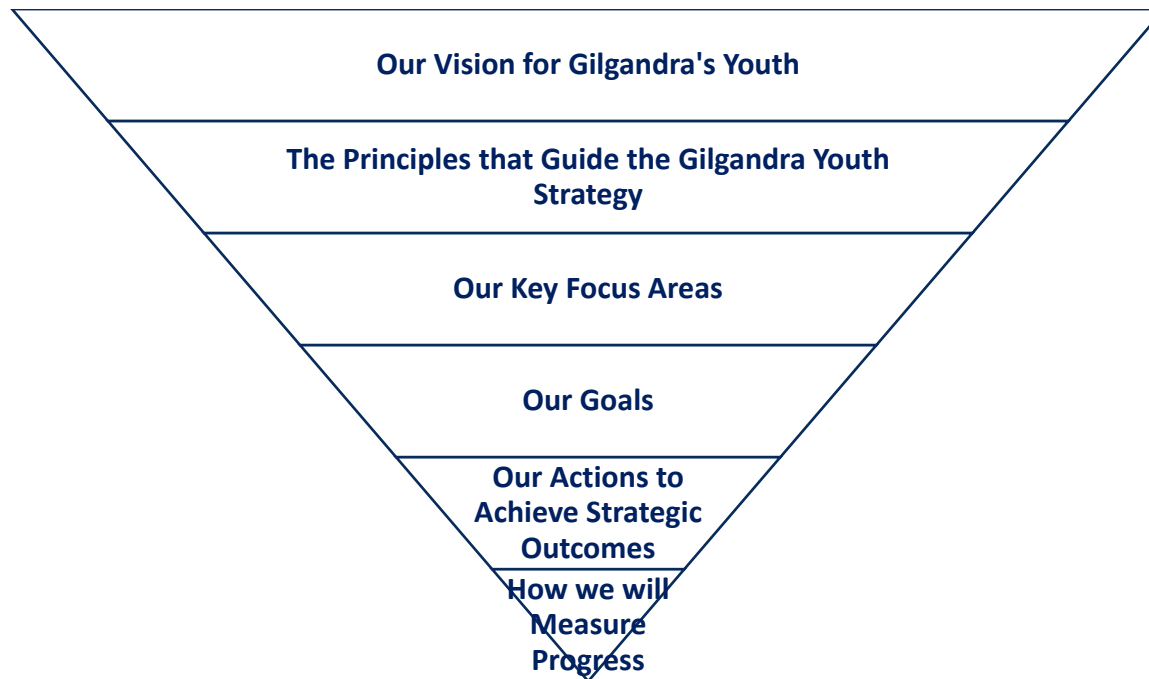 Our Vision for Gilgandra's Youth
The Principles that Guide the Gilgandra Youth
Strategy
Our Key Focus Areas
Our Goals
Our Actions to
Achieve Strategic
Outcomes
How we will
Measure
Progress